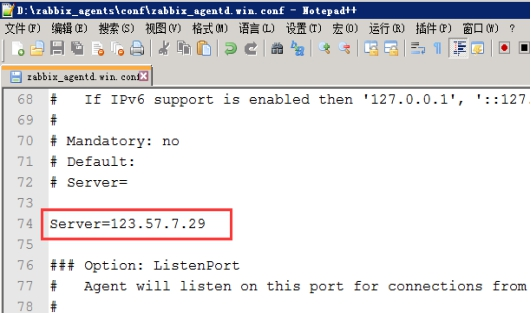 D:\zabbix_agents\conf\zabbix_agentd.win.conf - Notepad++
文件(F) 编辑(E) 搜索(S) 视图(V) 格式(M) 语言(L) 设置(T) 宏(O) 运行(R) 插件(P) 窗口(W) ?
zabbix_agentd.win.conf
68 # If IPv6 support is enabled then '127.0.0.1', '::127.
69 #
70 # Mandatory: no
71 # Default:
72 # Server=
73
74 Server=123.57.7.29
75
76 ### Option: ListenPort
77 # Agent will listen on this port for connections from
78 #